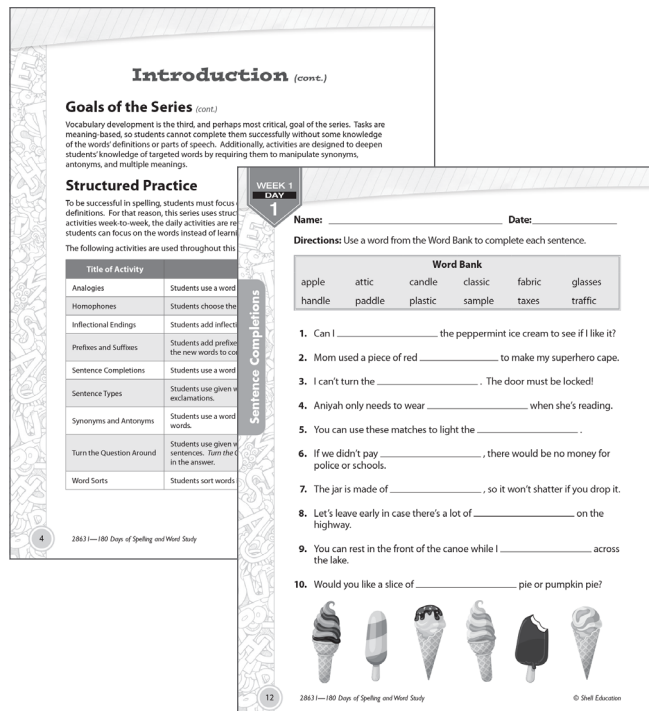 Introduction (cont.)
Goals of the Series (cont.)
Vocabulary development is the third, and perhaps most critical, goal of the series. Tasks are
meaning-based, so students cannot complete them successfully without some knowledge
of the words' definitions or parts of speech. Additionally, activities are designed to deepen
students' knowledge of targeted words by requiring them to manipulate synonyms,
antonyms, and multiple meanings.
Structured Practice
To be successful in spelling, students must focus
definitions. For that reason, this series uses
activities week-to-week, the daily activities are
students can focus on the words instead of
The following activities are used throughout this
Title of Activity
Analogies
Students use a word
Homophones
Students choose the
Inflectional Endings
Students add
Prefixes and Suffixes
Students add
the new words to
Sentence Completions
Students use a word
Sentence Types
Students use given
exclamations.
Synonyms and Antonyms
Students use a word
words.
Turn the Question Around
Students use given
sentences. Turn the
in the answer.
Word Sorts
Students sort words
4
28631—180 Days of Spelling and Word Study
WEEK 1
DAY
1
Sentence Completions
Name: Date:
Directions: Use a word from the Word Bank to complete each sentence.
Word Bank
apple attic candle classic fabric glasses
handle paddle plastic sample taxes traffic
1. Can I ____ the peppermint ice cream to see if I like it?
2. Mom used a piece of red ____ to make my superhero cape.
3. I can't turn the ____. The door must be locked!
4. Aniyah only needs to wear ____ when she's reading.
5. You can use these matches to light the ____.
6. If we didn't pay ____, there would be no money for
police or schools.
7. The jar is made of ____, so it won't shatter if you drop it.
8. Let's leave early in case there's a lot of ____ on the
highway.
9. You can rest in the front of the canoe while I ____ across
the lake.
10. Would you like a slice of ____ pie or pumpkin pie?
12
28631—180 Days of Spelling and Word Study
© Shell Education